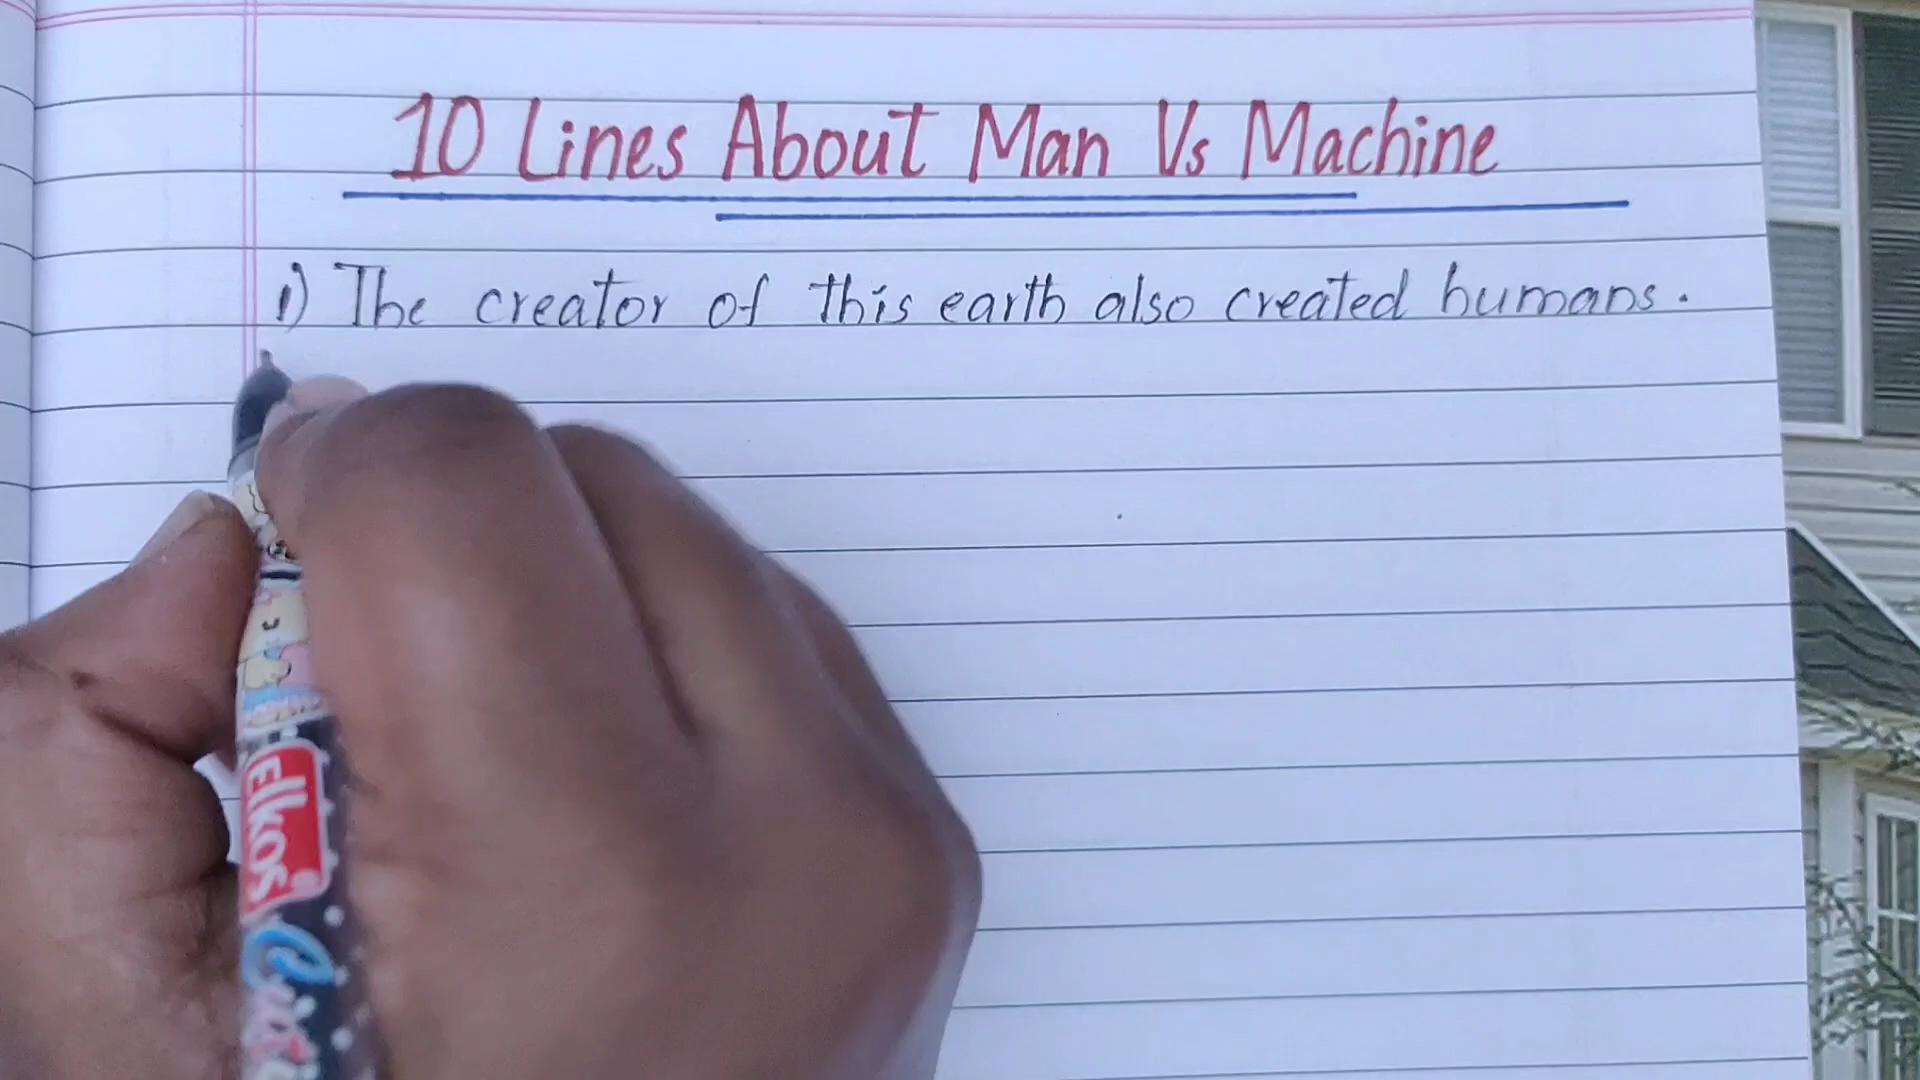 10 Lines About Man Vs Machine
1) The creator of this earth also created humans.
Elkos